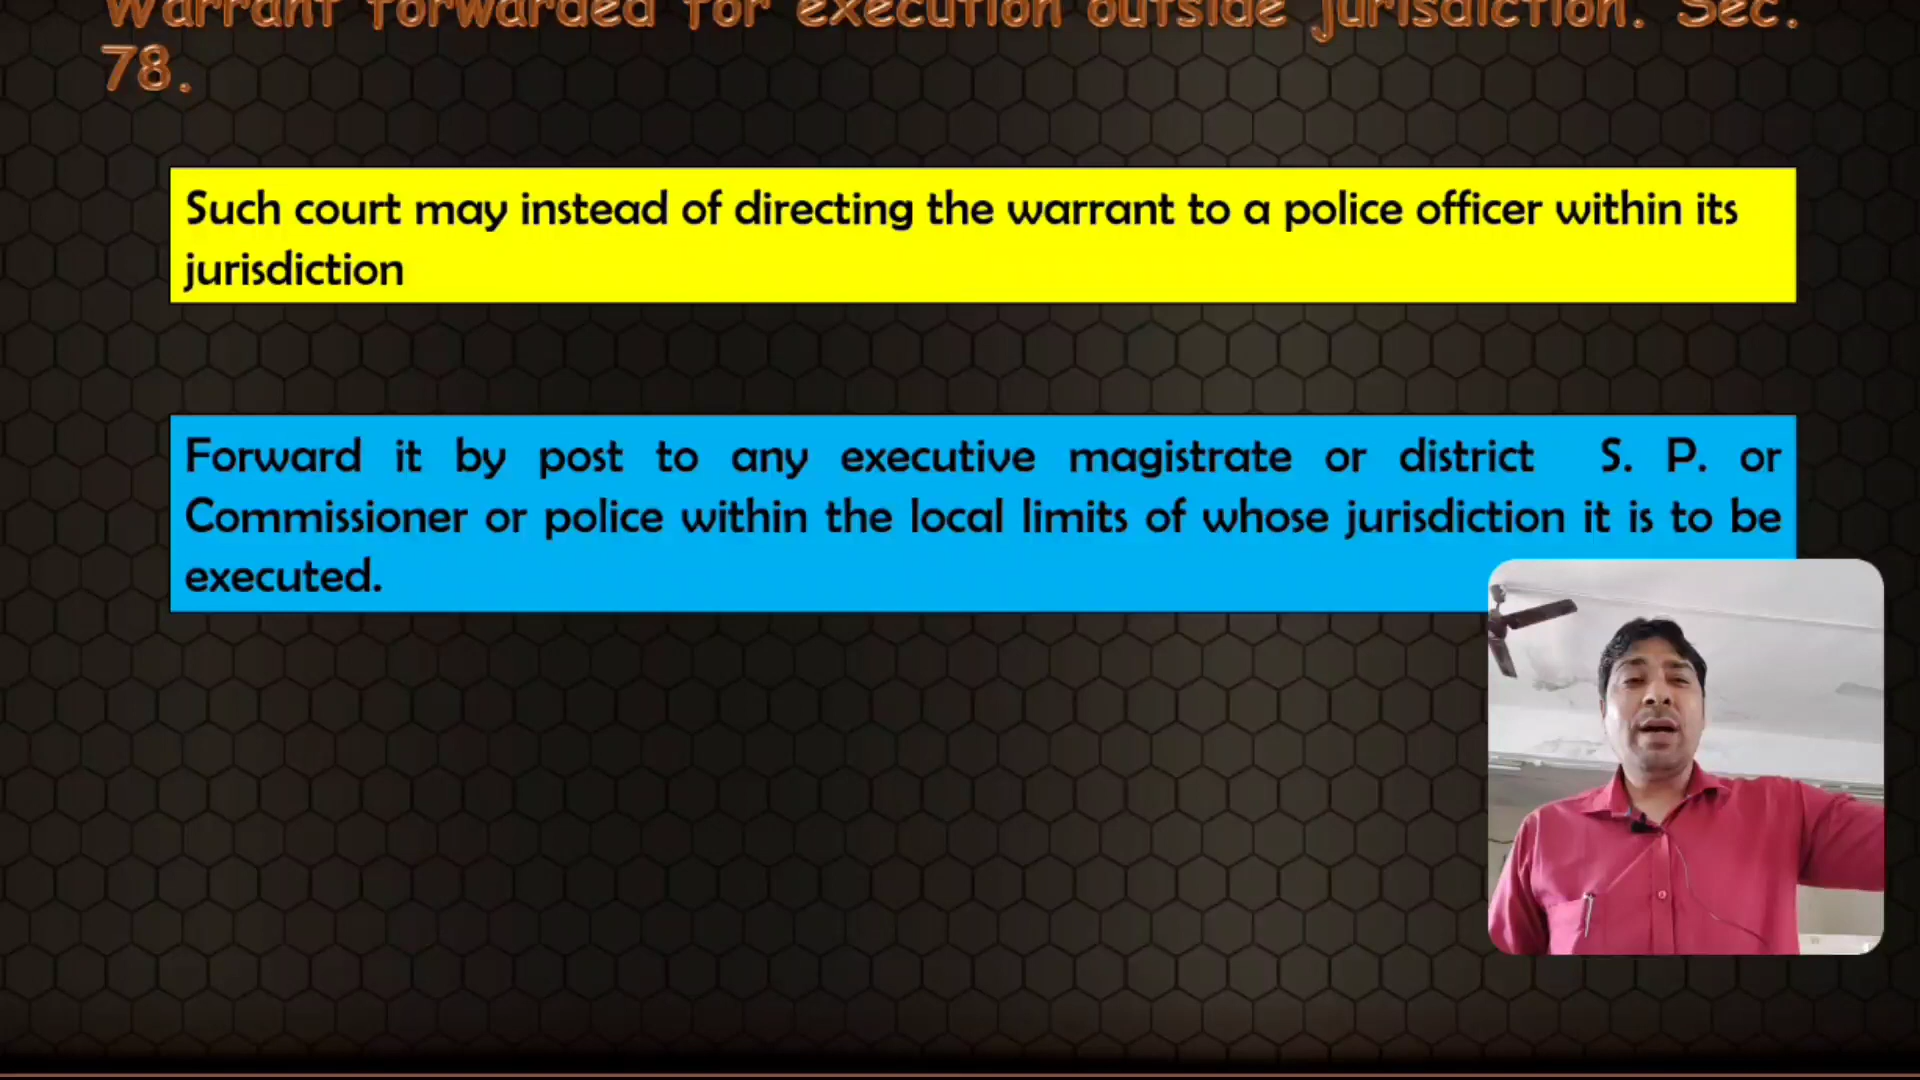 Warrant forwarded for execution outside jurisdiction. Sec.
78.
Such court may instead of directing the warrant to a police officer within its
jurisdiction
Forward it by post to any executive magistrate or district S. P. or
Commissioner or police within the local limits of whose jurisdiction it is to be
executed.